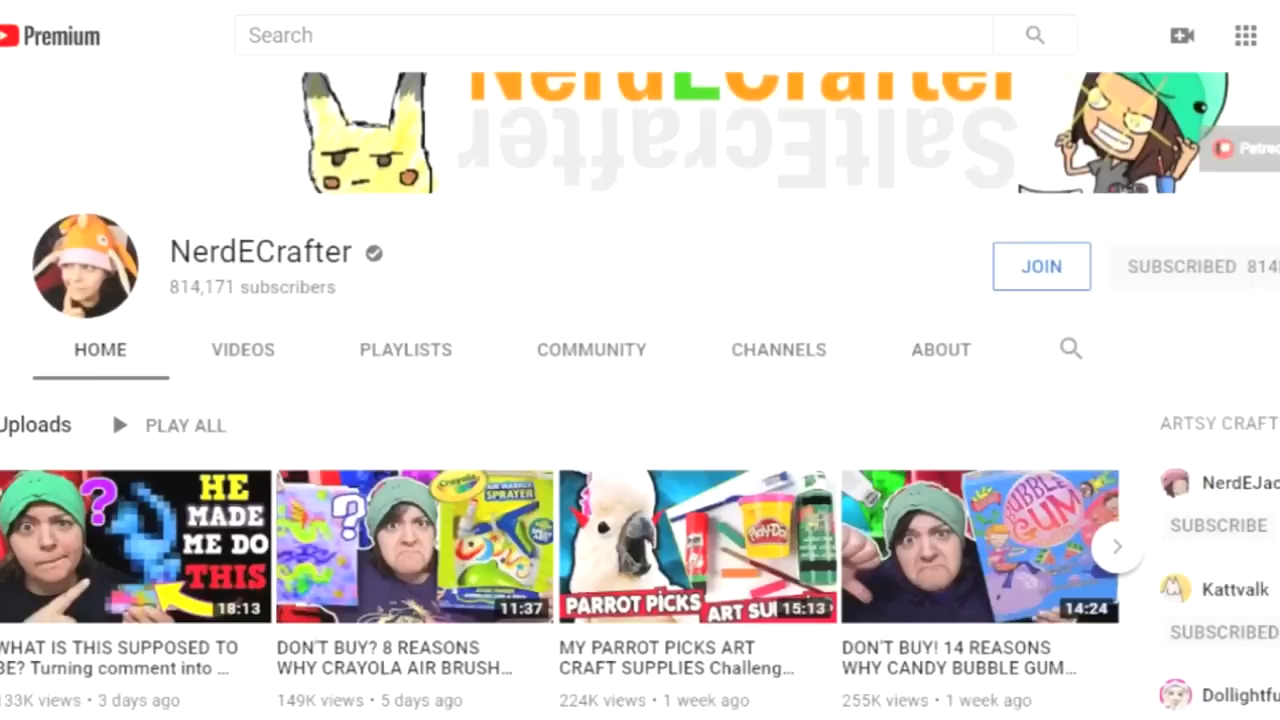 Premium
Search
NerdECrafter
SaltEcrafter
NerdECrafter
814,171 subscribers
JOIN
SUBSCRIBED 814
HOME
VIDEOS
PLAYLISTS
COMMUNITY
CHANNELS
ABOUT
Uploads
PLAY ALL
ARTSY CRAFT
HE
MADE
ME DO
THIS
18:13
Crayola
AIR MARKER
SPRAYER
11:37
Play-Doh
PARROT PiCKS
ART SU
15:13
BUBBLE
GUM
14:24
NerdEJac
SUBSCRIBE
Kattvalk
SUBSCRIBED
Dollightfu
WHAT IS THIS SUPPOSED TO
BE? Turning comment into ...
133K views • 3 days ago
DON'T BUY? 8 REASONS
WHY CRAYOLA AIR BRUSH...
149K views • 5 days ago
MY PARROT PICKS ART
CRAFT SUPPLIES Challeng...
224K views • 1 week ago
DON'T BUY! 14 REASONS
WHY CANDY BUBBLE GUM...
255K views • 1 week ago